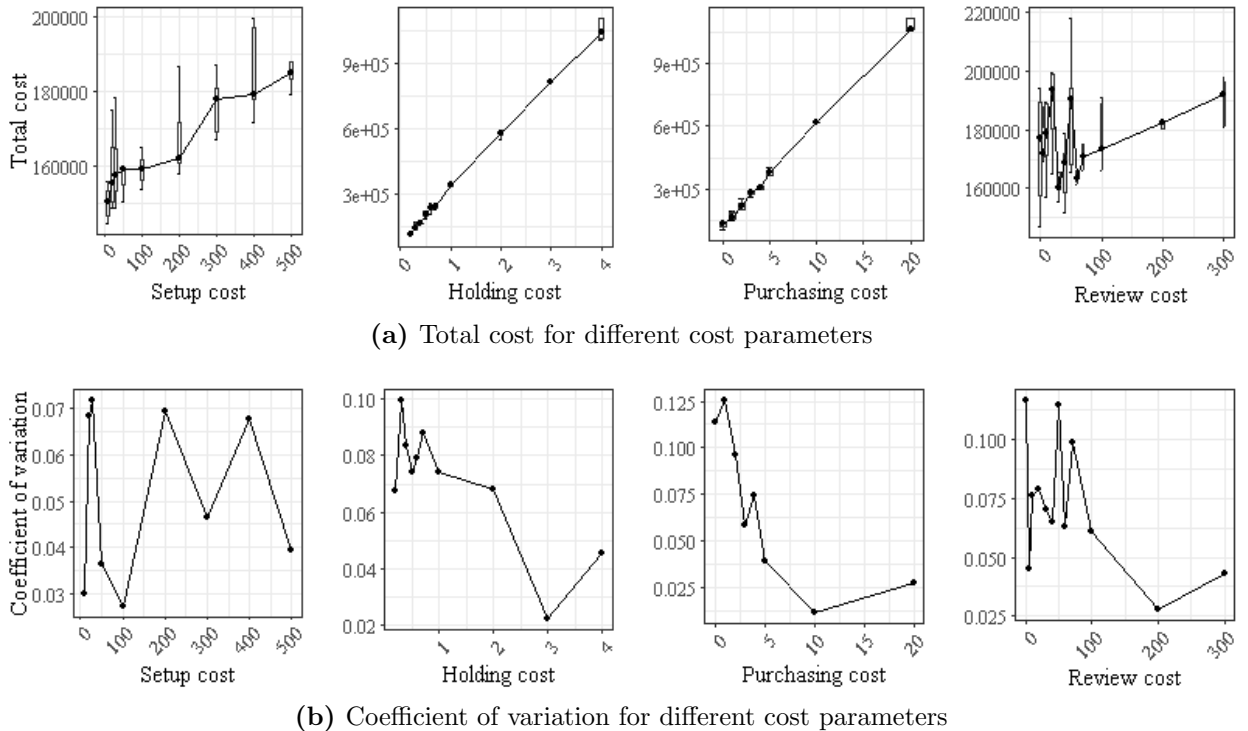 Total cost
200000
180000
160000
0 100 200 300 400 500
Setup cost
9e+05
6e+05
3e+05
0 1 2 3 4
Holding cost
9e+05
6e+05
3e+05
0 5 10 15 20
Purchasing cost
220000
200000
180000
160000
0 100 200 300
Review cost
(a) Total cost for different cost parameters
Coefficient of variation
0.07
0.06
0.05
0.04
0.03
0 100 200 300 400 500
Setup cost
0.10
0.08
0.06
0.04
0.02
1 2 3 4
Holding cost
0.125
0.100
0.075
0.050
0.025
0 5 10 15 20
Purchasing cost
0.100
0.075
0.050
0.025
0 100 200 300
Review cost
(b) Coefficient of variation for different cost parameters